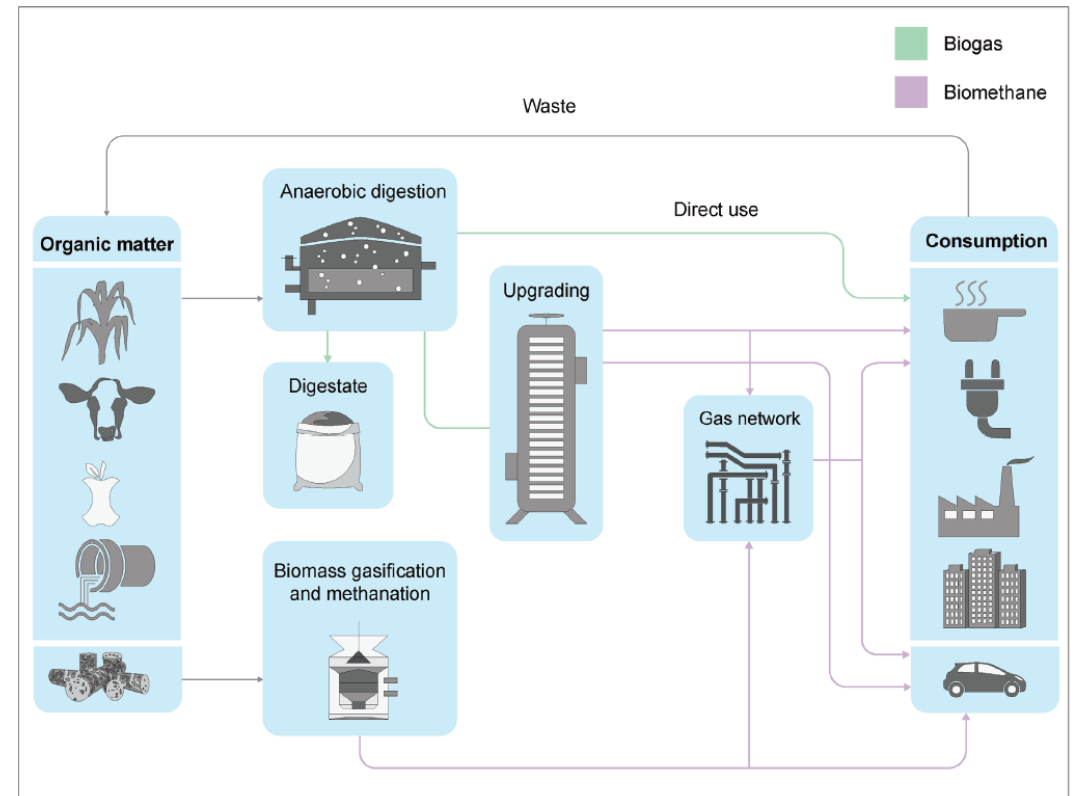 Biogas
Biomethane
Waste
Anaerobic digestion
Direct use
Organic matter
Consumption
Upgrading
Digestate
Gas network
Biomass gasification
and methanation